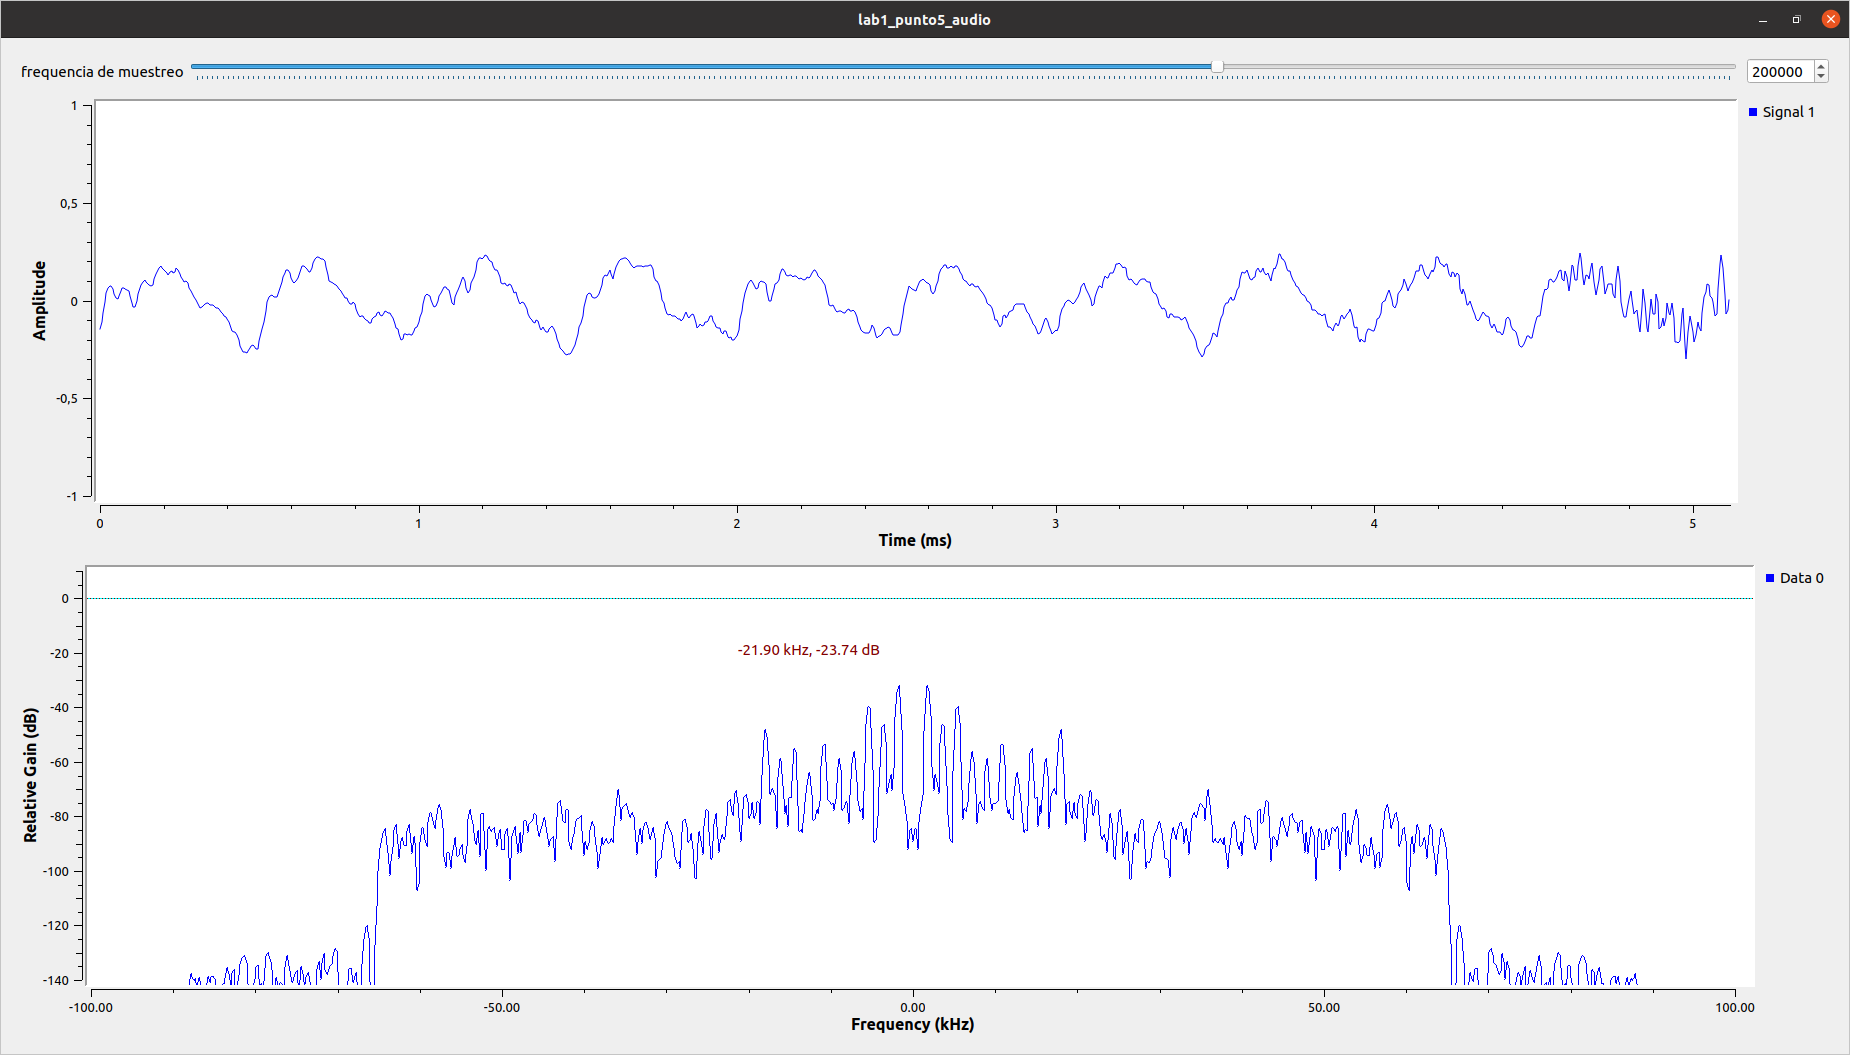 lab1_punto5_audio
frequencia de muestreo
200000
1
0,5
0
-0,5
-1
Amplitude
Signal 1
0 1 2 3 4 5
Time (ms)
0
-20
-40
-60
-80
-100
-120
-140
Relative Gain (dB)
Data 0
-21.90 kHz, -23.74 dB
-100.00 -50.00 0.00 50.00 100.00
Frequency (kHz)